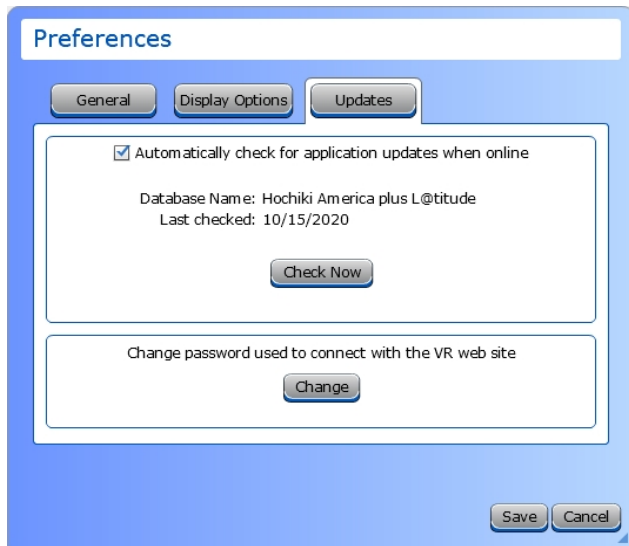 Preferences
General
Display Options
Updates
Automatically check for application updates when online
Database Name: Hochiki America plus L@titude
Last checked: 10/15/2020
Check Now
Change password used to connect with the VR web site
Change
Save
Cancel